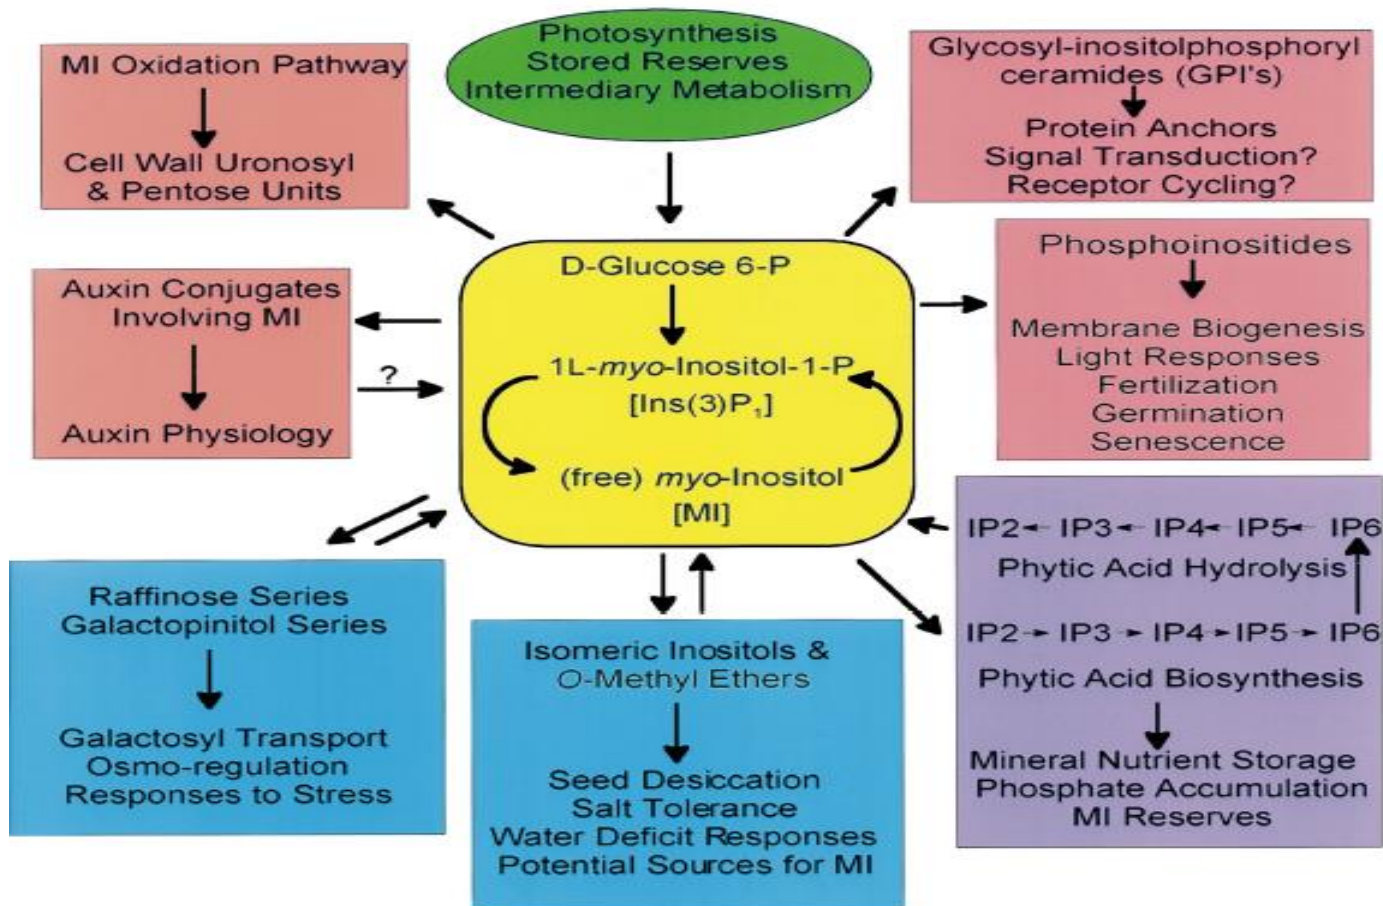 Photosynthesis
Stored Reserves
Intermediary Metabolism
MI Oxidation Pathway
Cell Wall Uronosyl
& Pentose Units
Glycosyl-inositolphosphoryl
ceramides (GPI's)
Protein Anchors
Signal Transduction?
Receptor Cycling?
D-Glucose 6-P
1L-myo-Inositol-1-P
[Ins(3)P₁]
(free) myo-Inositol
[MI]
Auxin Conjugates
Involving MI
?
Auxin Physiology
Phosphoinositides
Membrane Biogenesis
Light Responses
Fertilization
Germination
Senescence
IP2 ← IP3 ← IP4 ← IP5 ← IP6
Phytic Acid Hydrolysis
IP2 → IP3 → IP4 → IP5 → IP6
Phytic Acid Biosynthesis
Mineral Nutrient Storage
Phosphate Accumulation
MI Reserves
Raffinose Series
Galactopinitol Series
Galactosyl Transport
Osmo-regulation
Responses to Stress
Isomeric Inositols &
O-Methyl Ethers
Seed Desiccation
Salt Tolerance
Water Deficit Responses
Potential Sources for MI